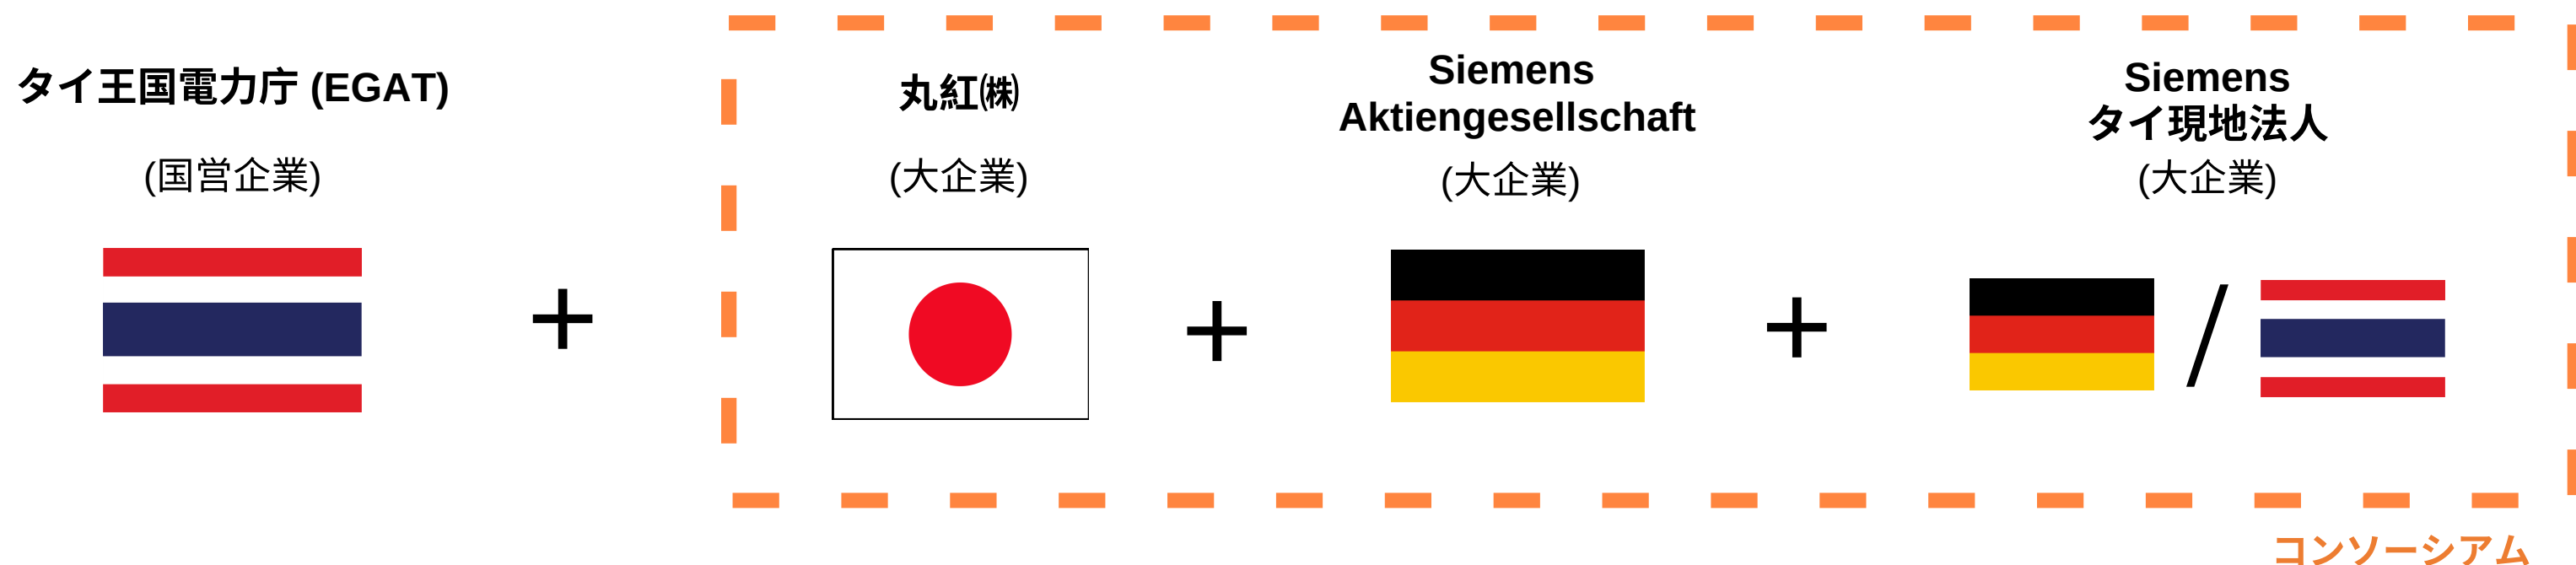 タイ王国電力庁 (EGAT)
(国営企業)
+
丸紅㈱
(大企業)
+
Siemens
Aktiengesellschaft
(大企業)
+
Siemens
タイ現地法人
(大企業)
/
コンソーシアム